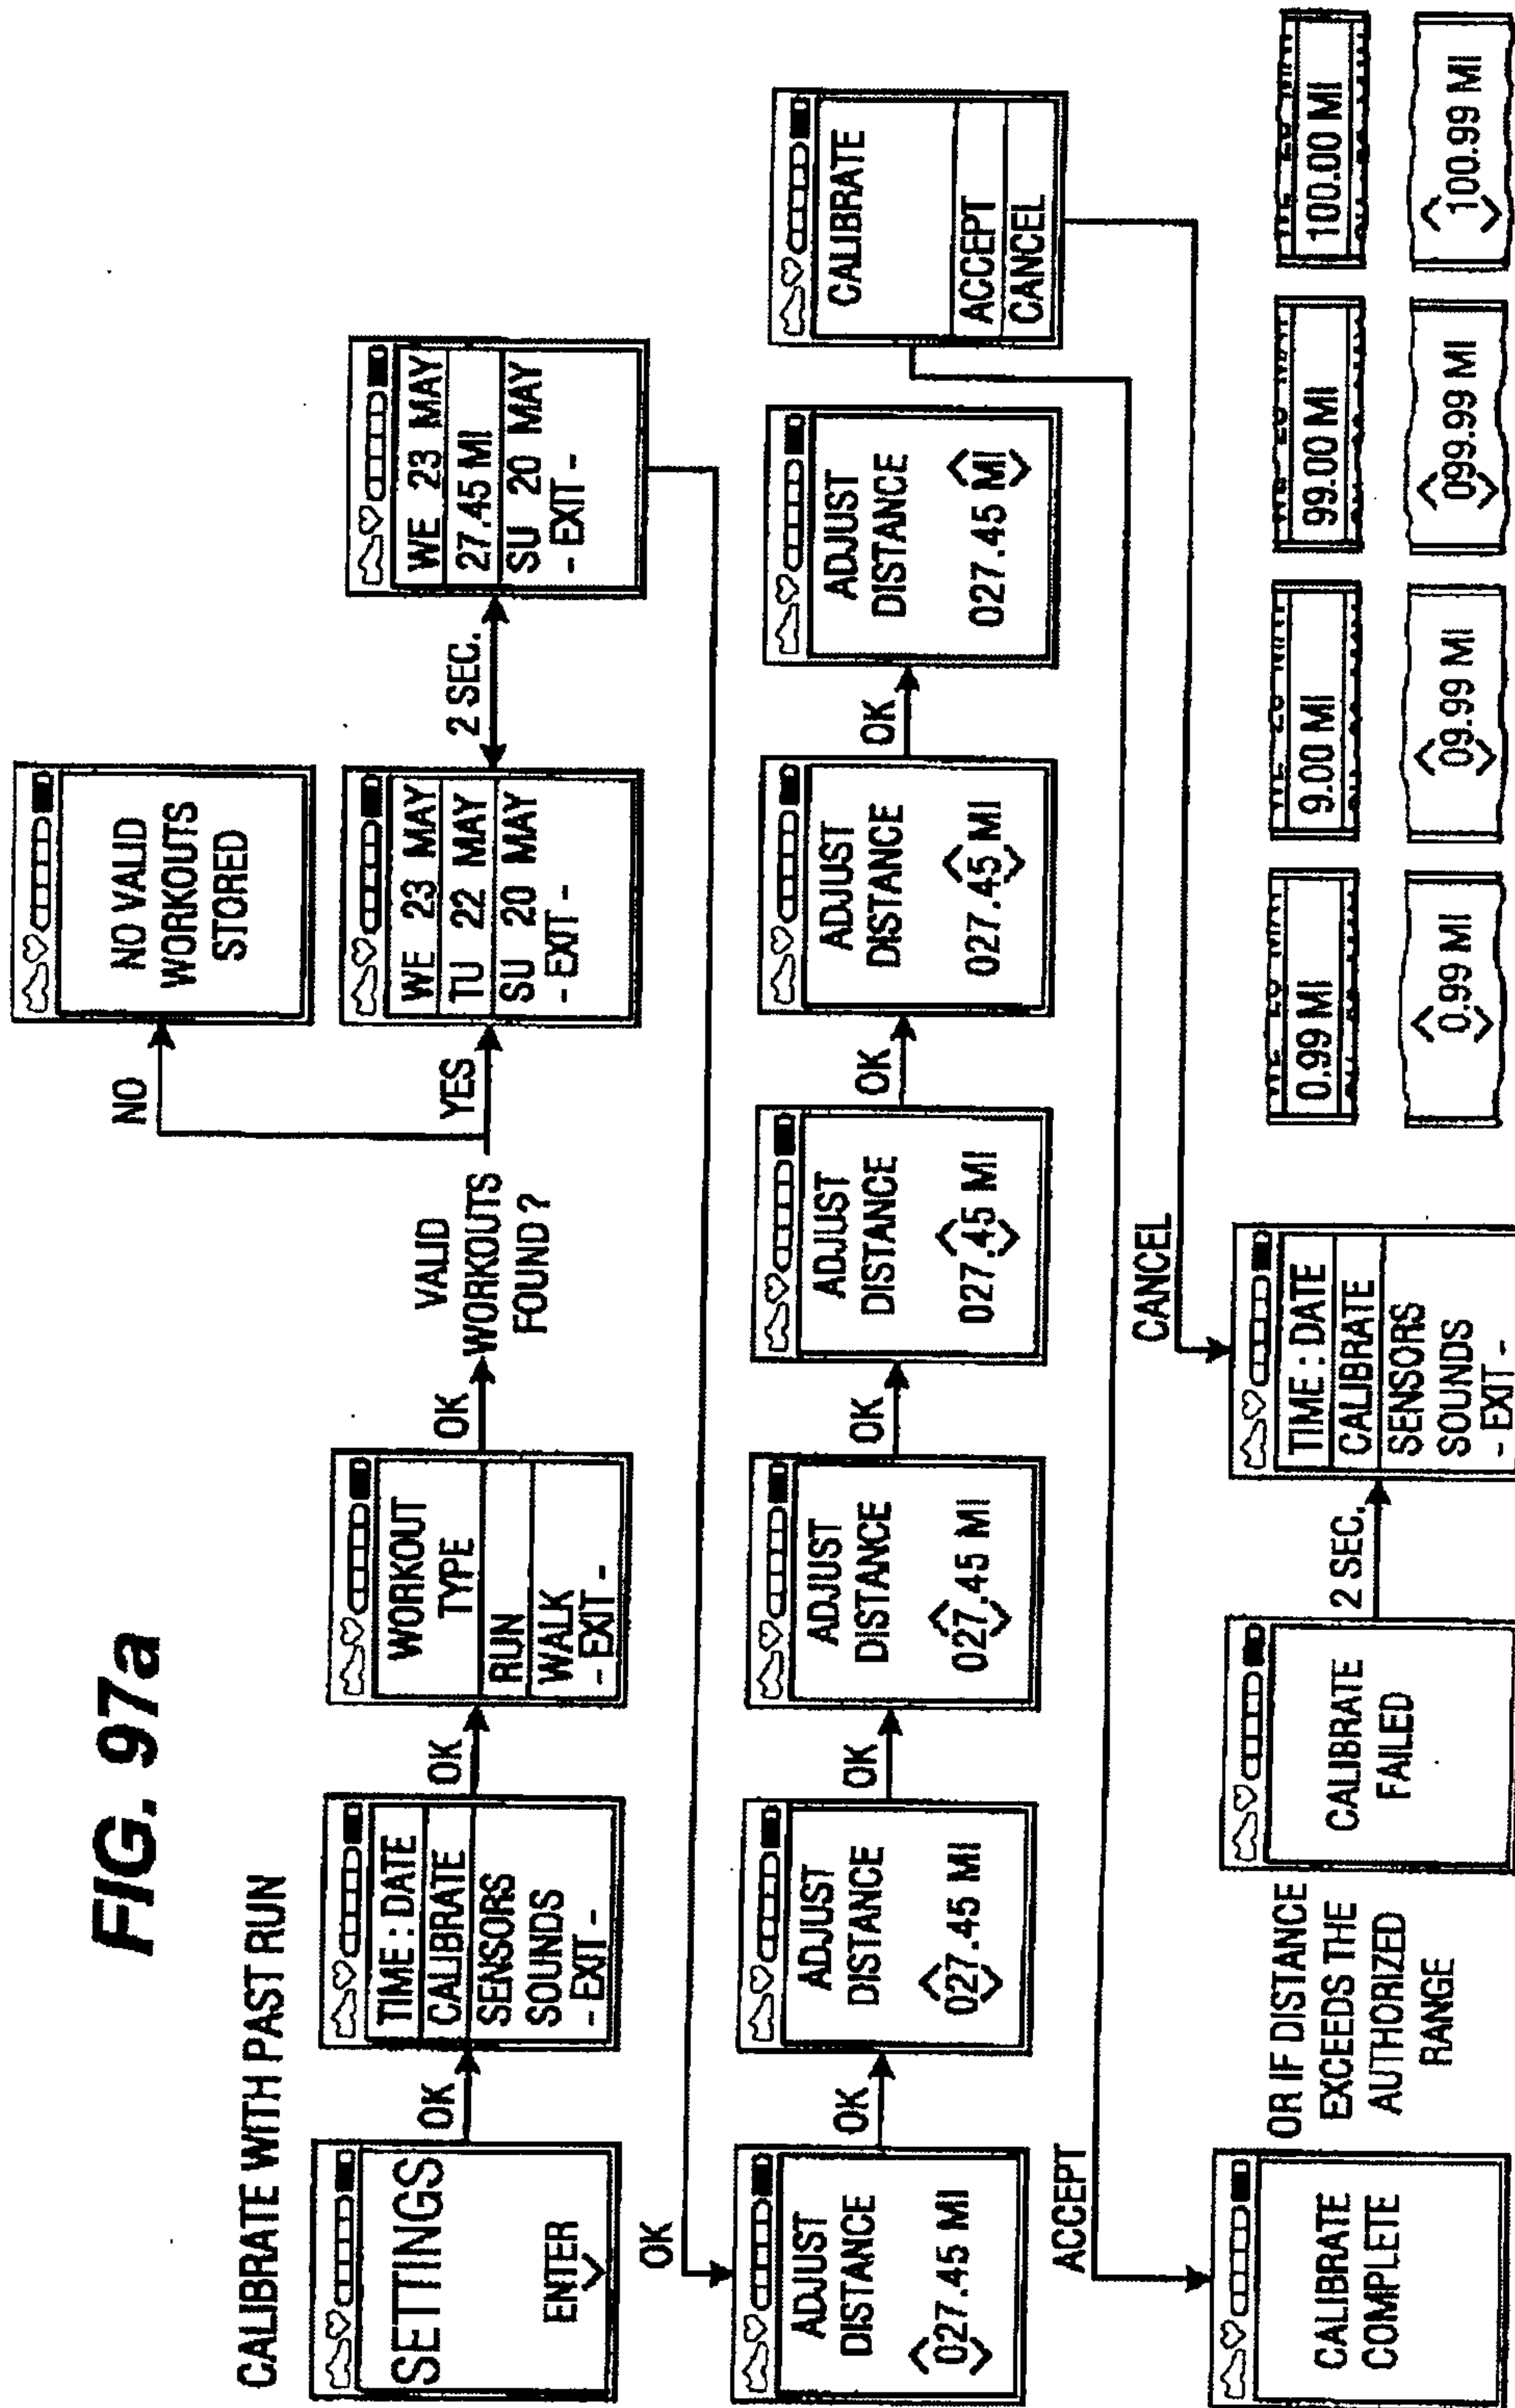 FIG. 97a
CALIBRATE WITH PAST RUN
SETTINGS
ENTER
OK
TIME : DATE
CALIBRATE
SENSORS
SOUNDS
- EXIT -
OK
WORKOUT
TYPE
RUN
WALK
- EXIT -
OK
VALID
WORKOUTS
FOUND ?
NO
NO VALID
WORKOUTS
STORED
YES
WE 23 MAY
TU 22 MAY
SU 20 MAY
- EXIT -
2 SEC.
WE 23 MAY
27.45 MI
SU 20 MAY
- EXIT -
OK
ADJUST
DISTANCE
027.45 MI
OK
ADJUST
DISTANCE
027.45 MI
OK
ADJUST
DISTANCE
027.45 MI
OK
ADJUST
DISTANCE
027.45 MI
OK
ADJUST
DISTANCE
027.45 MI
OK
ADJUST
DISTANCE
027.45 MI
CALIBRATE
ACCEPT
CANCEL
ACCEPT
CALIBRATE
COMPLETE
OR IF DISTANCE
EXCEEDS THE
AUTHORIZED
RANGE
CALIBRATE
FAILED
2 SEC.
CANCEL
TIME : DATE
CALIBRATE
SENSORS
SOUNDS
- EXIT -
0.99 MI
9.00 MI
99.00 MI
100.00 MI
0.99 MI
09.99 MI
099.99 MI
100.99 MI